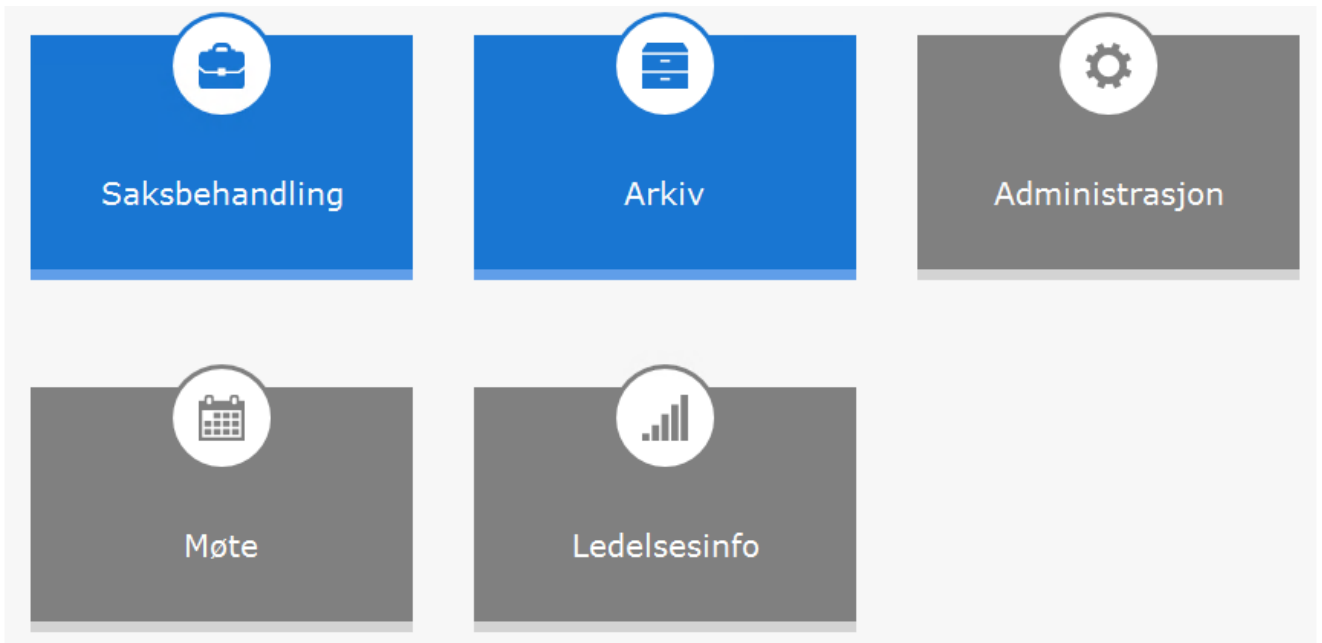 Saksbehandling
Arkiv
Administrasjon
Møte
Ledelsesinfo